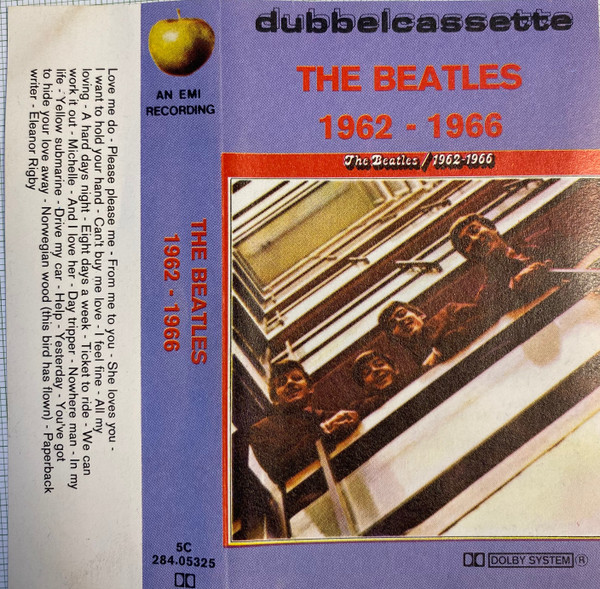 dubbelcassette
THE BEATLES
1962 - 1966
The Beatles / 1962-1966
DOLBY SYSTEM ®
AN EMI
RECORDING
THE BEATLES
1962 - 1966
5C
284.05325
Love me do - Please please me - From me to you - She loves you -
I want to hold your hand - Can't buy me love - I feel fine - All my
loving - A hard days night - Eight days a week - Ticket to ride - We can
work it out - Michelle - And I love her - Day tripper - Nowhere man - In my
life - Yellow submarine - Drive my car - Help - Yesterday - You've got
to hide your love away - Norwegian wood (this bird has flown) - Paperback
writer - Eleanor Rigby